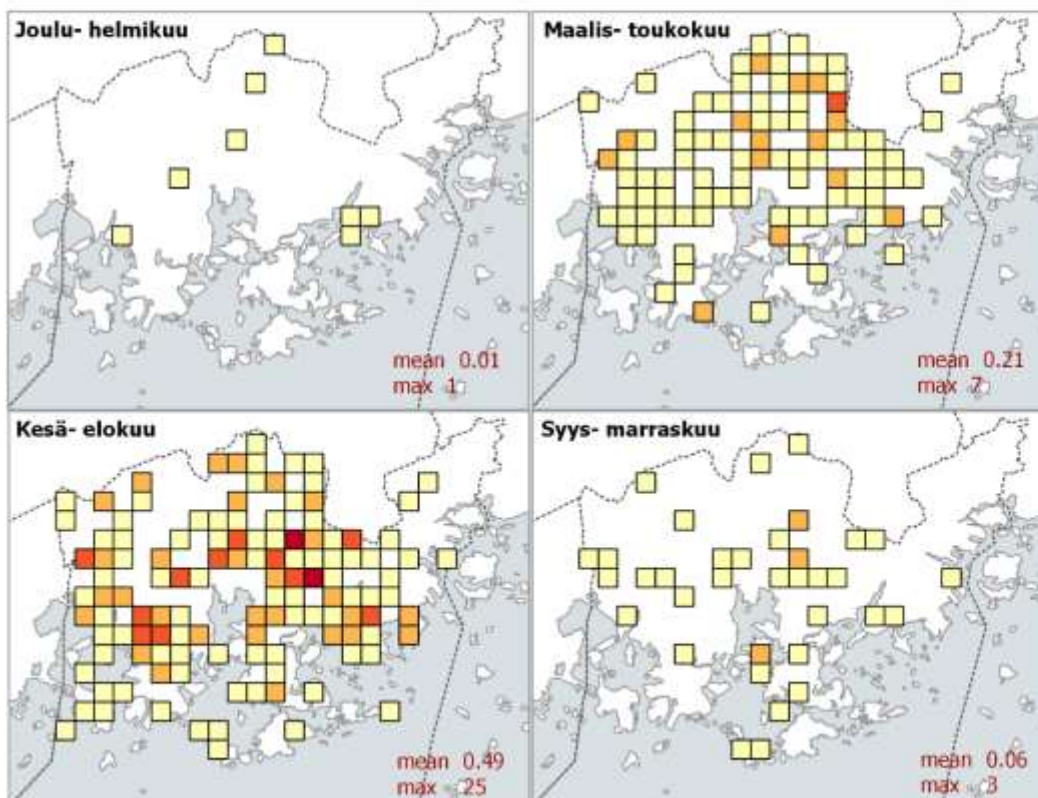 Joulu- helmikuu
mean 0.01
max 1
Maalis- toukokuu
mean 0.21
max 7
Kesä- elokuu
mean 0.49
max 25
Syys- marraskuu
mean 0.06
max 3